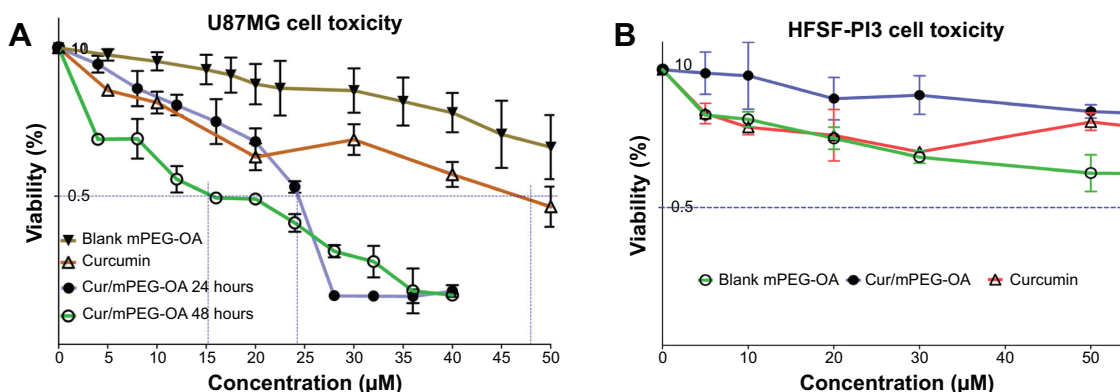 A
U87MG cell toxicity
Viability (%)
10
0.5
Blank mPEG-OA
Curcumin
Cur/mPEG-OA 24 hours
Cur/mPEG-OA 48 hours
0 5 10 15 20 25 30 35 40 45 50
Concentration (µM)
B
HFSF-PI3 cell toxicity
Viability (%)
10
0.5
Blank mPEG-OA Cur/mPEG-OA Curcumin
0 10 20 30 40 50
Concentration (µM)